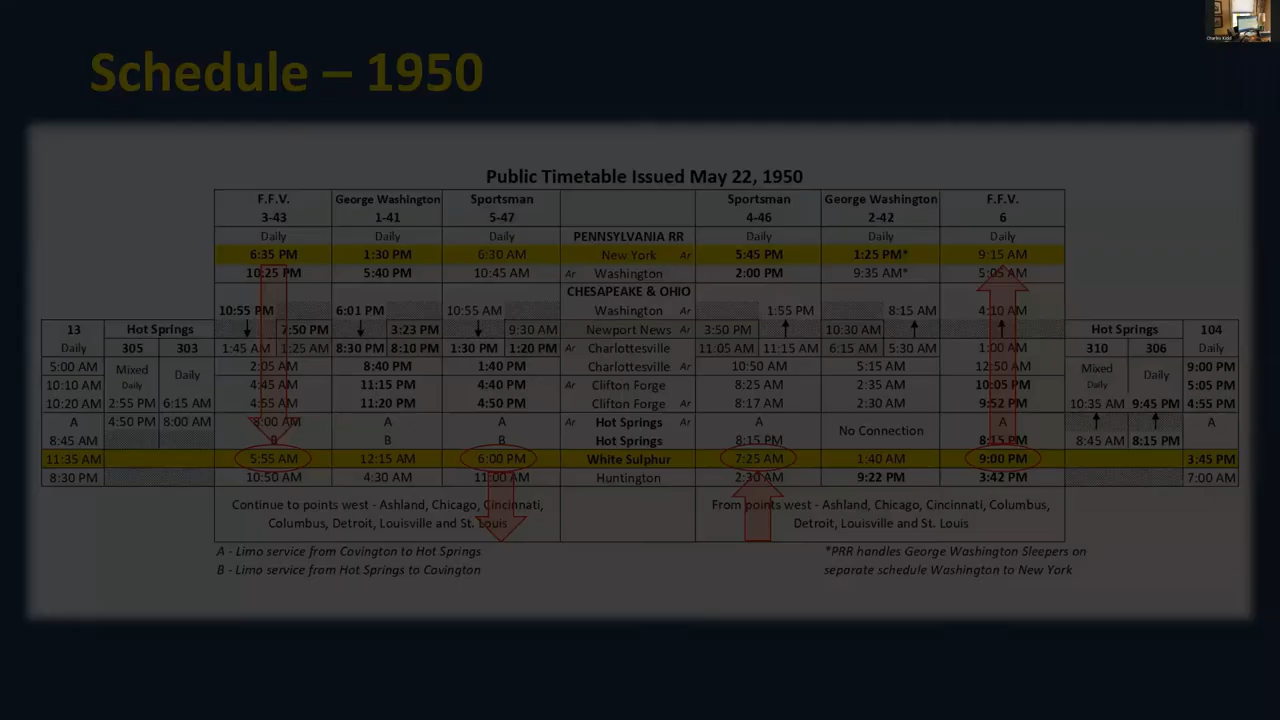 Schedule – 1950
Charles Kidd
Public Timetable Issued May 22, 1950
F.F.V. George Washington Sportsman Sportsman George Washington F.F.V.
3-43 1-41 5-47 4-46 2-42 6
Daily Daily Daily PENNSYLVANIA RR Daily Daily Daily
6:35 PM 1:30 PM 6:30 AM New York Ar 5:45 PM 1:25 PM* 9:15 AM
10:25 PM 5:40 PM 10:45 AM Ar Washington 2:00 PM 9:35 AM* 5:05 AM
CHESAPEAKE & OHIO
10:55 PM 6:01 PM 10:55 AM Washington Ar 1:55 PM 8:15 AM 4:10 AM
13 Hot Springs 7:50 PM 3:23 PM 9:30 AM Newport News Ar 3:50 PM 10:30 AM Hot Springs 104
Daily 305 303 1:45 AM 1:25 AM 8:30 PM 8:10 PM 1:30 PM 1:20 PM Ar Charlottesville 11:05 AM 11:15 AM 6:15 AM 5:30 AM 1:00 AM 310 306 Daily
5:00 AM Mixed Daily 2:05 AM 8:40 PM 1:40 PM Charlottesville Ar 10:50 AM 5:15 AM 12:50 AM Mixed Daily 9:00 PM
10:10 AM Daily 4:45 AM 11:15 PM 4:40 PM Ar Clifton Forge 8:25 AM 2:35 AM 10:05 PM Daily 5:05 PM
10:20 AM 2:55 PM 6:15 AM 4:55 AM 11:20 PM 4:50 PM Clifton Forge Ar 8:17 AM 2:30 AM 9:52 PM 10:35 AM 9:45 PM 4:55 PM
A 4:50 PM 8:00 AM 8:00 AM A A Ar Hot Springs Ar A No Connection A A
8:45 AM B B B Hot Springs 8:15 PM 8:15 PM 8:45 AM 8:15 PM
11:35 AM 5:55 AM 12:15 AM 6:00 PM White Sulphur 7:25 AM 1:40 AM 9:00 PM 3:45 PM
8:30 PM 10:50 AM 4:30 AM 11:00 AM Huntington 2:30 AM 9:22 PM 3:42 PM 7:00 AM
Continue to points west - Ashland, Chicago, Cincinnati,
Columbus, Detroit, Louisville and St. Louis
From points west - Ashland, Chicago, Cincinnati, Columbus,
Detroit, Louisville and St. Louis
A - Limo service from Covington to Hot Springs
B - Limo service from Hot Springs to Covington
*PRR handles George Washington Sleepers on
separate schedule Washington to New York